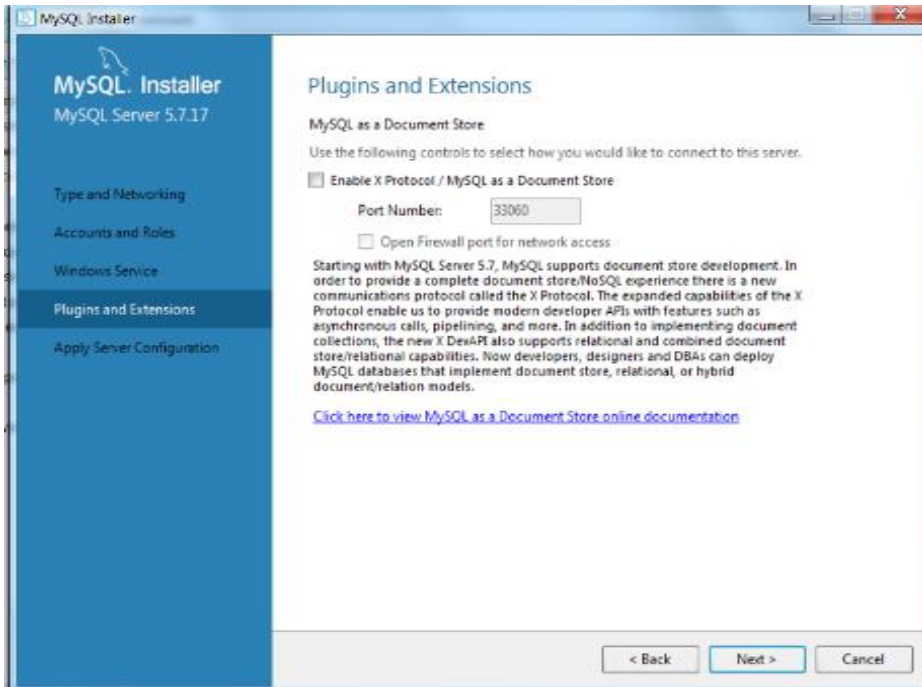 MySQL Installer
MySQL. Installer
MySQL Server 5.7.17
Type and Networking
Accounts and Roles
Windows Service
Plugins and Extensions
Apply Server Configuration
Plugins and Extensions
MySQL as a Document Store
Use the following controls to select how you would like to connect to this server.
Enable X Protocol / MySQL as a Document Store
Port Number: 33060
Open Firewall port for network access
Starting with MySQL Server 5.7, MySQL supports document store development. In
order to provide a complete document store/NoSQL experience there is a new
communications protocol called the X Protocol. The expanded capabilities of the X
Protocol enable us to provide modern developer APIs with features such as
asynchronous calls, pipelining, and more. In addition to implementing document
collections, the new X DevAPI also supports relational and combined document
store/relational capabilities. Now developers, designers and DBAs can deploy
MySQL databases that implement document store, relational, or hybrid
document/relation models.
Click here to view MySQL as a Document Store online documentation
< Back Next > Cancel